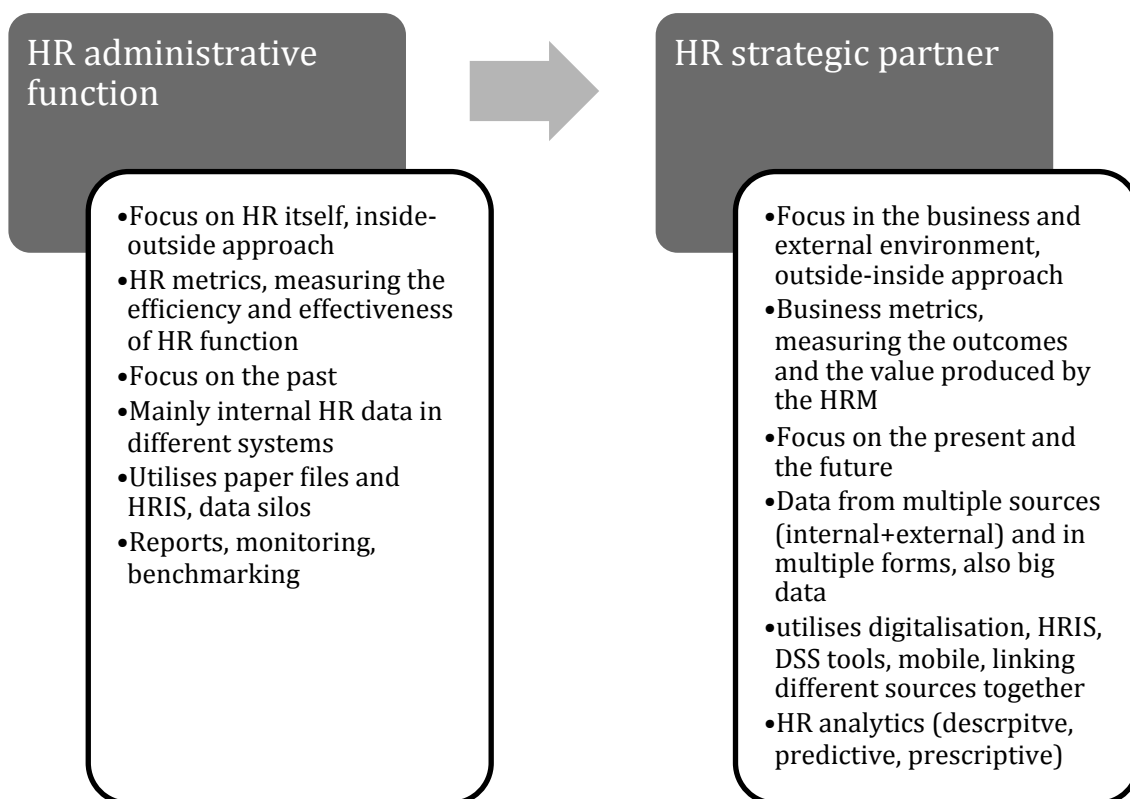 HR administrative
function
•Focus on HR itself, inside-
outside approach
•HR metrics, measuring the
efficiency and effectiveness
of HR function
•Focus on the past
•Mainly internal HR data in
different systems
•Utilises paper files and
HRIS, data silos
•Reports, monitoring,
benchmarking
HR strategic partner
•Focus in the business and
external environment,
outside-inside approach
•Business metrics,
measuring the outcomes
and the value produced by
the HRM
•Focus on the present and
the future
•Data from multiple sources
(internal+external) and in
multiple forms, also big
data
•utilises digitalisation, HRIS,
DSS tools, mobile, linking
different sources together
•HR analytics (descrpitve,
predictive, prescriptive)